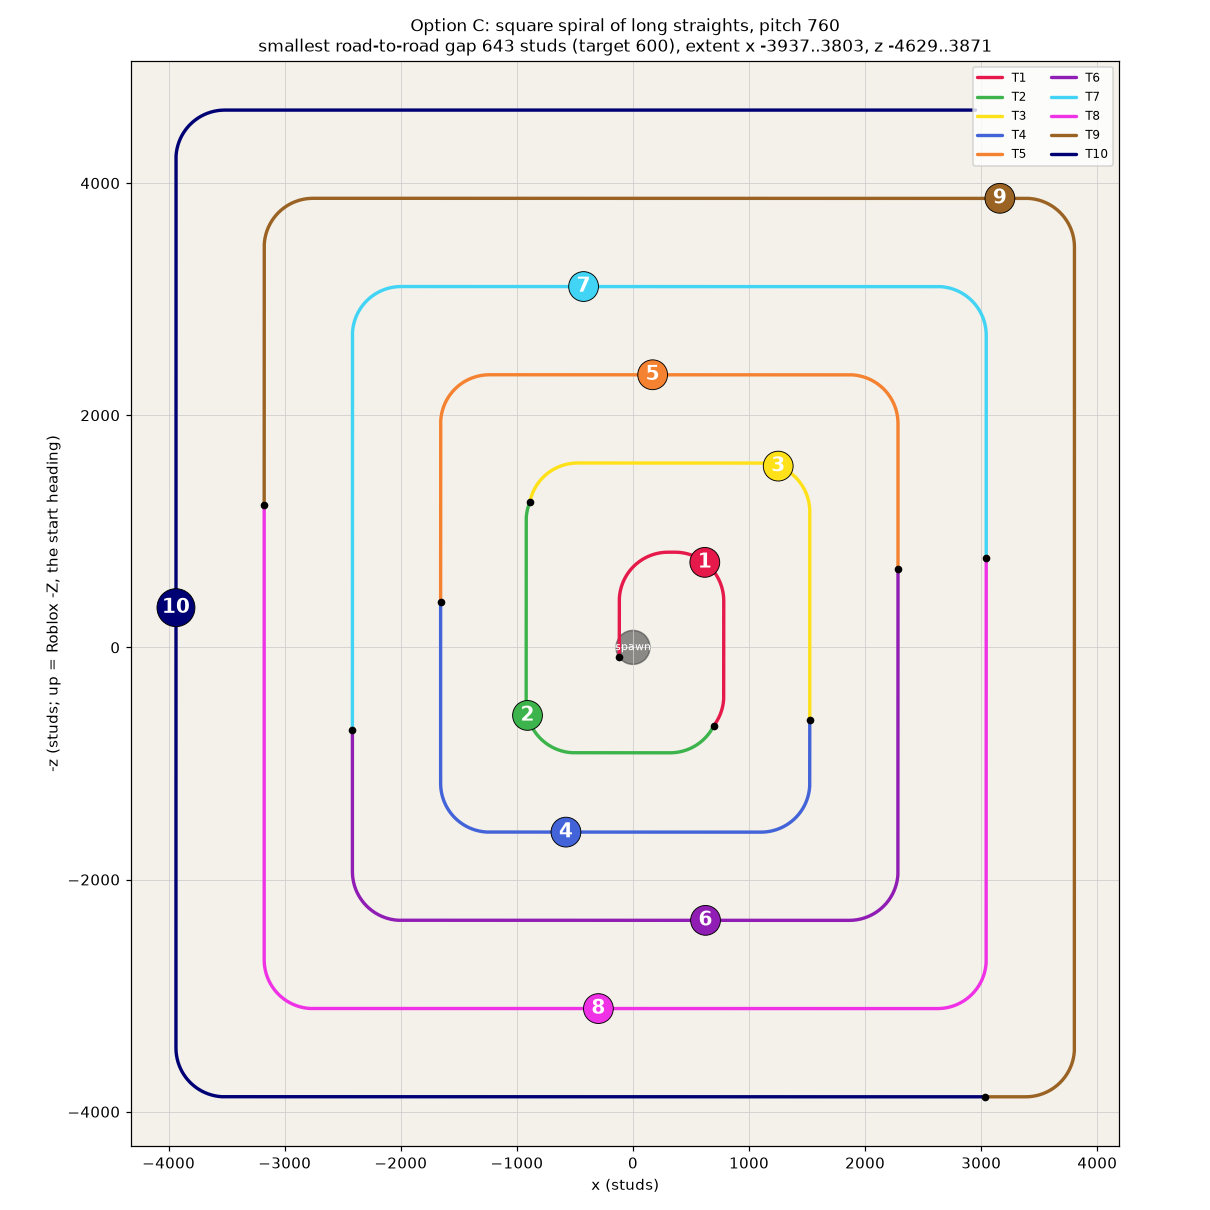 Option C: square spiral of long straights, pitch 760
smallest road-to-road gap 643 studs (target 600), extent x -3937..3803, z -4629..3871
T1 T6
T2 T7
T3 T8
T4 T9
T5 T10
4000
9
7
5
2000
3
1
10
0
spawn
2
4
6
−2000
8
−4000
-z (studs; up = Roblox -Z, the start heading)
−4000 −3000 −2000 −1000 0 1000 2000 3000 4000
x (studs)